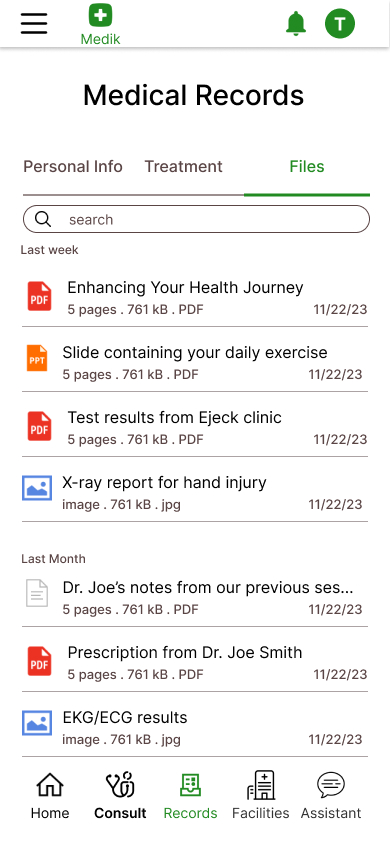 Medik
T
Medical Records
Personal Info Treatment Files
search
Last week
PDF
Enhancing Your Health Journey
5 pages . 761 kB . PDF 11/22/23
PPT
Slide containing your daily exercise
5 pages . 761 kB . PDF 11/22/23
PDF
Test results from Ejeck clinic
5 pages . 761 kB . PDF 11/22/23
X-ray report for hand injury
image . 761 kB . jpg 11/22/23
Last Month
Dr. Joe’s notes from our previous ses...
5 pages . 761 kB . PDF 11/22/23
PDF
Prescription from Dr. Joe Smith
5 pages . 761 kB . PDF 11/22/23
EKG/ECG results
image . 761 kB . jpg 11/22/23
Home Consult Records Facilities Assistant